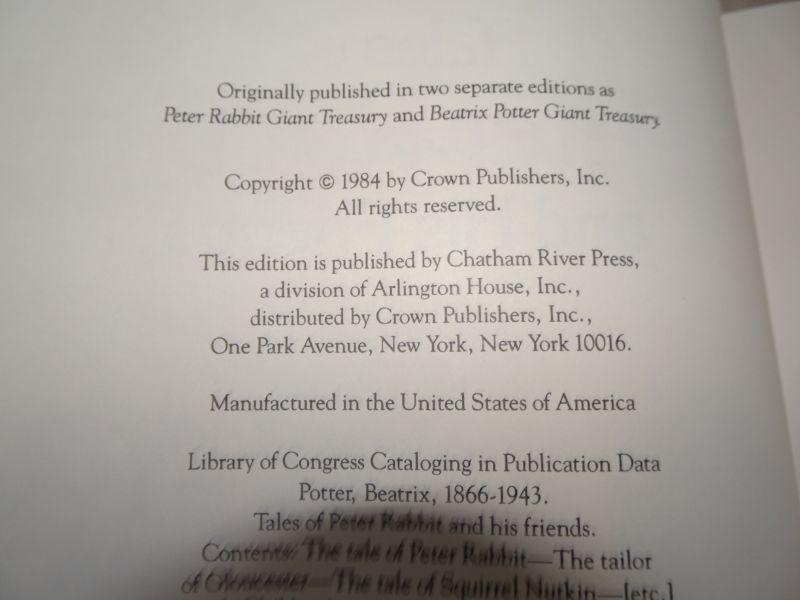 Originally published in two separate editions as
Peter Rabbit Giant Treasury and Beatrix Potter Giant Treasury
Copyright © 1984 by Crown Publishers, Inc.
All rights reserved.
This edition is published by Chatham River Press,
a division of Arlington House, Inc.,
distributed by Crown Publishers, Inc.,
One Park Avenue, New York, New York 10016.
Manufactured in the United States of America
Library of Congress Cataloging in Publication Data
Potter, Beatrix, 1866-1943.
Tales of Peter Rabbit and his friends.
Contents: The tale of Peter Rabbit—The tailor
of Gloucester—The tale of Squirrel Nutkin—[etc.]